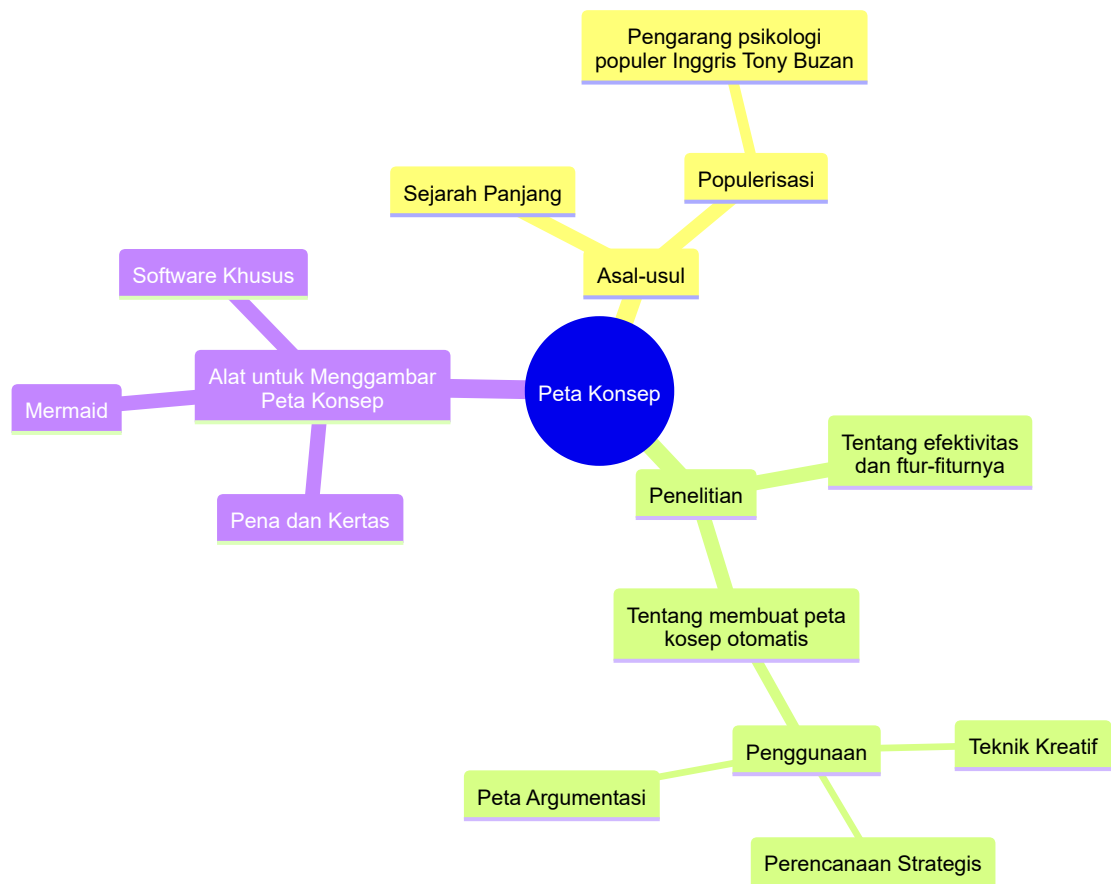 Pengarang psikologi
populer Inggris Tony Buzan
Sejarah Panjang
Populerisasi
Asal-usul
Software Khusus
Alat untuk Menggambar
Peta Konsep
Mermaid
Pena dan Kertas
Peta Konsep
Tentang efektivitas
dan ftur-fiturnya
Penelitian
Tentang membuat peta
kosep otomatis
Penggunaan
Teknik Kreatif
Peta Argumentasi
Perencanaan Strategis